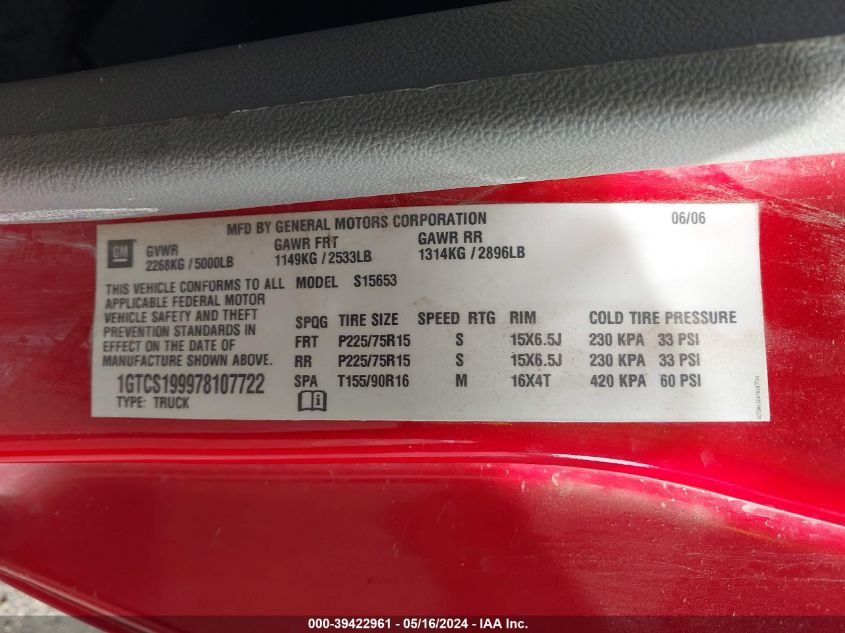 MFD BY GENERAL MOTORS CORPORATION 06/06
GM GVWR GAWR FRT GAWR RR
2268KG / 5000LB 1149KG / 2533LB 1314KG / 2896LB
THIS VEHICLE CONFORMS TO ALL MODEL S15653
APPLICABLE FEDERAL MOTOR
VEHICLE SAFETY AND THEFT
PREVENTION STANDARDS IN
EFFECT ON THE DATE OF
MANUFACTURE SHOWN ABOVE.
SPQG TIRE SIZE SPEED RTG RIM COLD TIRE PRESSURE
FRT P225/75R15 S 15X6.5J 230 KPA 33 PSI
RR P225/75R15 S 15X6.5J 230 KPA 33 PSI
SPA T155/90R16 M 16X4T 420 KPA 60 PSI
1GTCS199978107722
TYPE: TRUCK
000-39422961 - 05/16/2024 - IAA Inc.